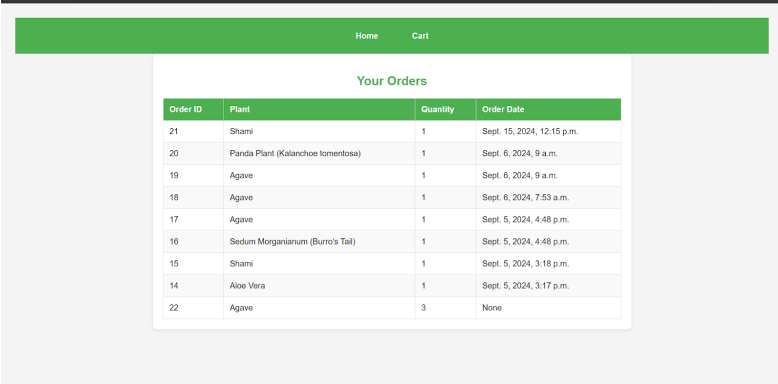 Home Cart
Your Orders
Order ID Plant Quantity Order Date
21 Shami 1 Sept. 15, 2024, 12:15 p.m.
20 Panda Plant (Kalanchoe tomentosa) 1 Sept. 6, 2024, 9 a.m.
19 Agave 1 Sept. 6, 2024, 9 a.m.
18 Agave 1 Sept. 6, 2024, 7:53 a.m.
17 Agave 1 Sept. 5, 2024, 4:48 p.m.
16 Sedum Morganianum (Burro's Tail) 1 Sept. 5, 2024, 4:48 p.m.
15 Shami 1 Sept. 5, 2024, 3:18 p.m.
14 Aloe Vera 1 Sept. 5, 2024, 3:17 p.m.
22 Agave 3 None